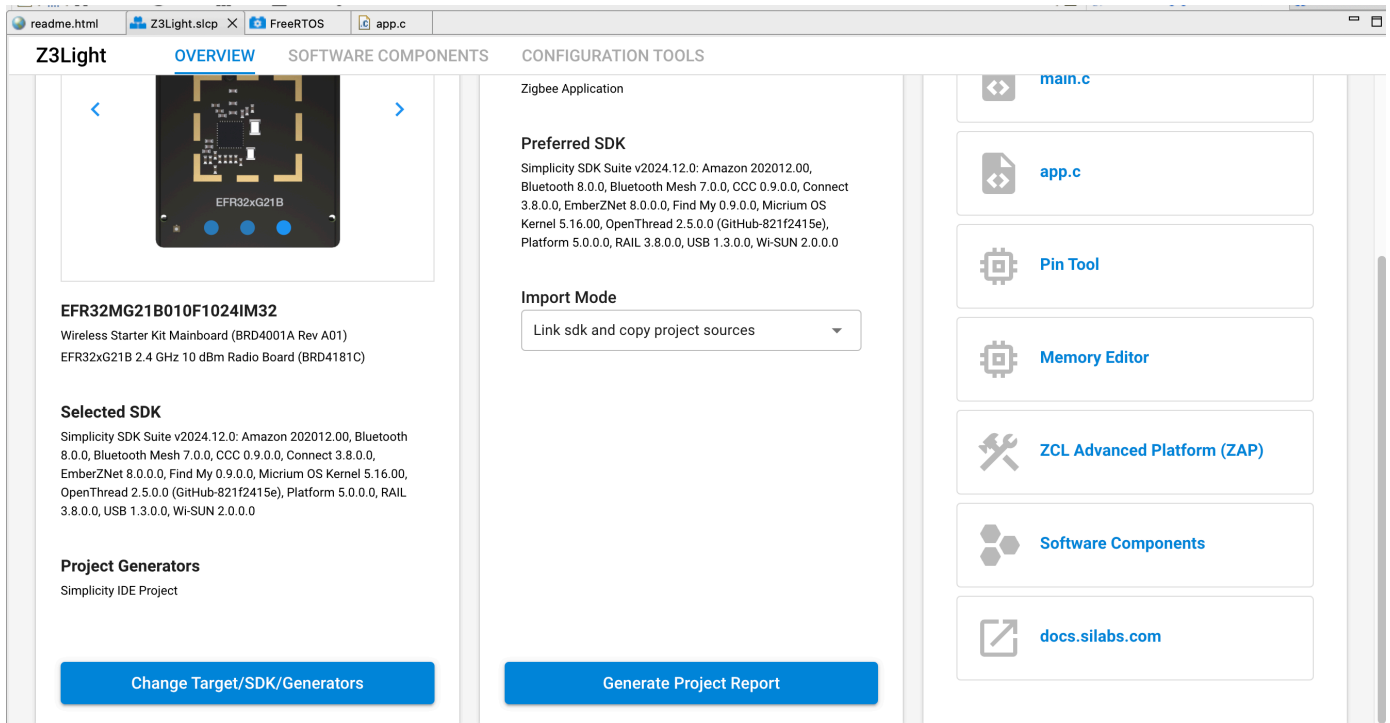 readme.html
Z3Light.slcp
FreeRTOS
app.c
Z3Light
OVERVIEW
SOFTWARE COMPONENTS
CONFIGURATION TOOLS
EFR32xG21B
EFR32MG21B010F1024IM32
Wireless Starter Kit Mainboard (BRD4001A Rev A01)
EFR32xG21B 2.4 GHz 10 dBm Radio Board (BRD4181C)
Selected SDK
Simplicity SDK Suite v2024.12.0: Amazon 202012.00, Bluetooth
8.0.0, Bluetooth Mesh 7.0.0, CCC 0.9.0.0, Connect 3.8.0.0,
EmberZNet 8.0.0.0, Find My 0.9.0.0, Micrium OS Kernel 5.16.00,
OpenThread 2.5.0.0 (GitHub-821f2415e), Platform 5.0.0.0, RAIL
3.8.0.0, USB 1.3.0.0, Wi-SUN 2.0.0.0
Project Generators
Simplicity IDE Project
Change Target/SDK/Generators
Zigbee Application
Preferred SDK
Simplicity SDK Suite v2024.12.0: Amazon 202012.00,
Bluetooth 8.0.0, Bluetooth Mesh 7.0.0, CCC 0.9.0.0, Connect
3.8.0.0, EmberZNet 8.0.0.0, Find My 0.9.0.0, Micrium OS
Kernel 5.16.00, OpenThread 2.5.0.0 (GitHub-821f2415e),
Platform 5.0.0.0, RAIL 3.8.0.0, USB 1.3.0.0, Wi-SUN 2.0.0.0
Import Mode
Link sdk and copy project sources
Generate Project Report
main.c
app.c
Pin Tool
Memory Editor
ZCL Advanced Platform (ZAP)
Software Components
docs.silabs.com